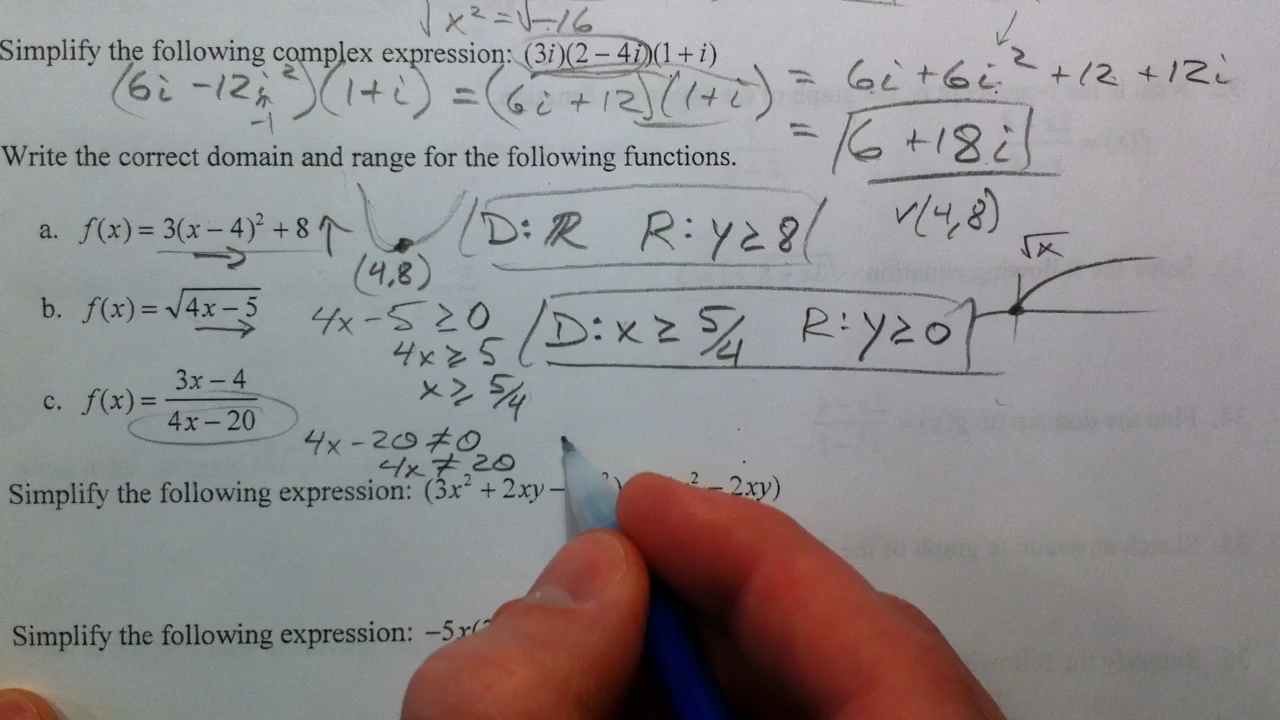 √x² = √-16
Simplify the following complex expression: (3i)(2 – 4i)(1 + i)
(6i - 12i²)(1+i) = (6i + 12)(1+i) = 6i + 6i² + 12 + 12i
-1
= 6 + 18i
Write the correct domain and range for the following functions.
a. f(x) = 3(x – 4)² + 8 (4,8) D: ℝ R: y ≥ 8 V(4,8)
b. f(x) = √4x – 5 4x - 5 ≥ 0 D: x ≥ 5/4 R: y ≥ 0 √x
4x ≥ 5
x ≥ 5/4
c. f(x) = 3x – 4 / 4x – 20
4x - 20 ≠ 0
4x ≠ 20
Simplify the following expression: (3x² + 2xy – ²) ² – 2xy)
Simplify the following expression: –5x(